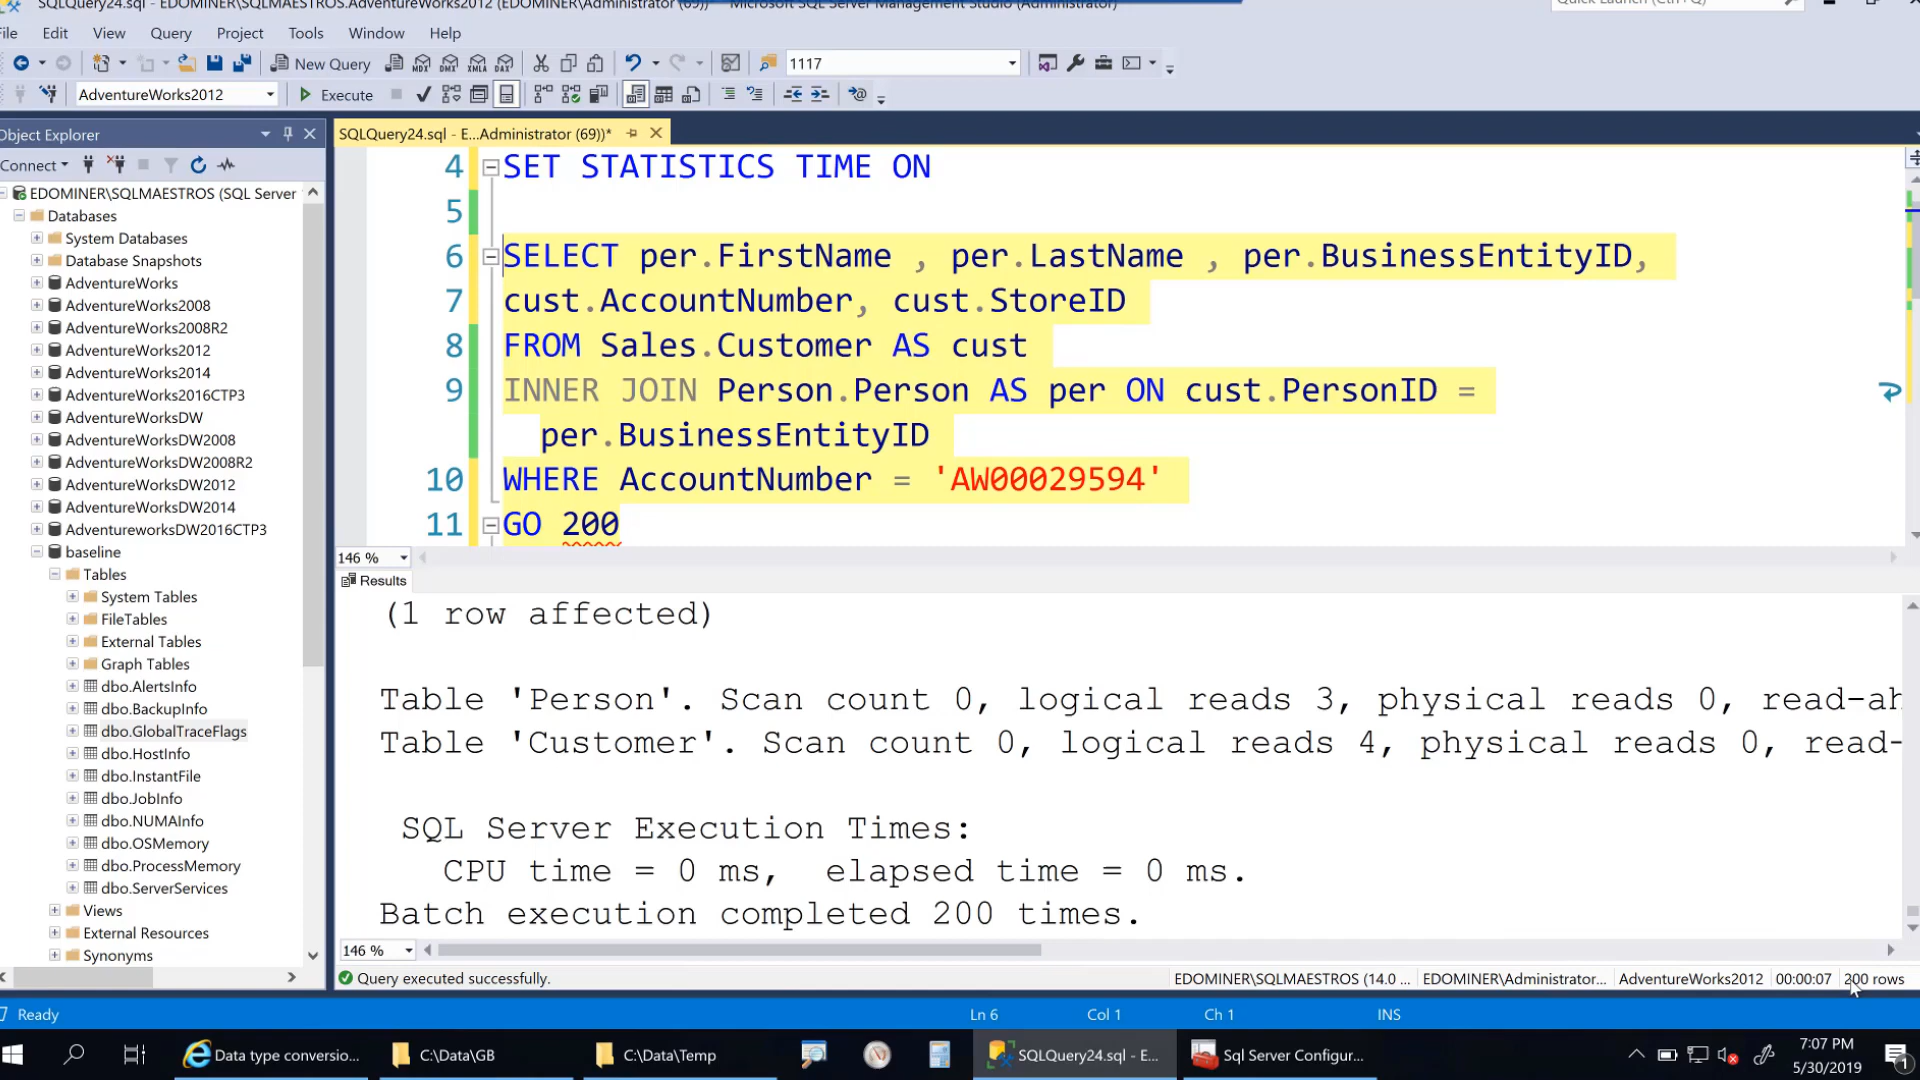 SQLQuery24.sql - EDOMINER\SQLMAESTROS.AdventureWorks2012 (EDOMINER\Administrator (69))* - Microsoft SQL Server Management Studio (Administrator)
Quick Launch (Ctrl+Q)
File Edit View Query Project Tools Window Help
New Query MDX DMX XMLA DAX 1117
AdventureWorks2012 Execute
Object Explorer
Connect
EDOMINER\SQLMAESTROS (SQL Server
Databases
System Databases
Database Snapshots
AdventureWorks
AdventureWorks2008
AdventureWorks2008R2
AdventureWorks2012
AdventureWorks2014
AdventureWorks2016CTP3
AdventureWorksDW
AdventureWorksDW2008
AdventureWorksDW2008R2
AdventureWorksDW2012
AdventureWorksDW2014
AdventureworksDW2016CTP3
baseline
Tables
System Tables
FileTables
External Tables
Graph Tables
dbo.AlertsInfo
dbo.BackupInfo
dbo.GlobalTraceFlags
dbo.HostInfo
dbo.InstantFile
dbo.JobInfo
dbo.NUMAInfo
dbo.OSMemory
dbo.ProcessMemory
dbo.ServerServices
Views
External Resources
Synonyms
SQLQuery24.sql - E...Administrator (69))*
4 SET STATISTICS TIME ON
5
6 SELECT per.FirstName , per.LastName , per.BusinessEntityID,
7 cust.AccountNumber, cust.StoreID
8 FROM Sales.Customer AS cust
9 INNER JOIN Person.Person AS per ON cust.PersonID =
per.BusinessEntityID
10 WHERE AccountNumber = 'AW00029594'
11 GO 200
146 %
Results
(1 row affected)
Table 'Person'. Scan count 0, logical reads 3, physical reads 0, read-ah
Table 'Customer'. Scan count 0, logical reads 4, physical reads 0, read-
SQL Server Execution Times:
CPU time = 0 ms, elapsed time = 0 ms.
Batch execution completed 200 times.
146 %
Query executed successfully. EDOMINER\SQLMAESTROS (14.0 ... EDOMINER\Administrator... AdventureWorks2012 00:00:07 200 rows
Ready Ln 6 Col 1 Ch 1 INS
Data type conversio... C:\Data\GB C:\Data\Temp SQLQuery24.sql - E... Sql Server Configur... 7:07 PM
5/30/2019
1